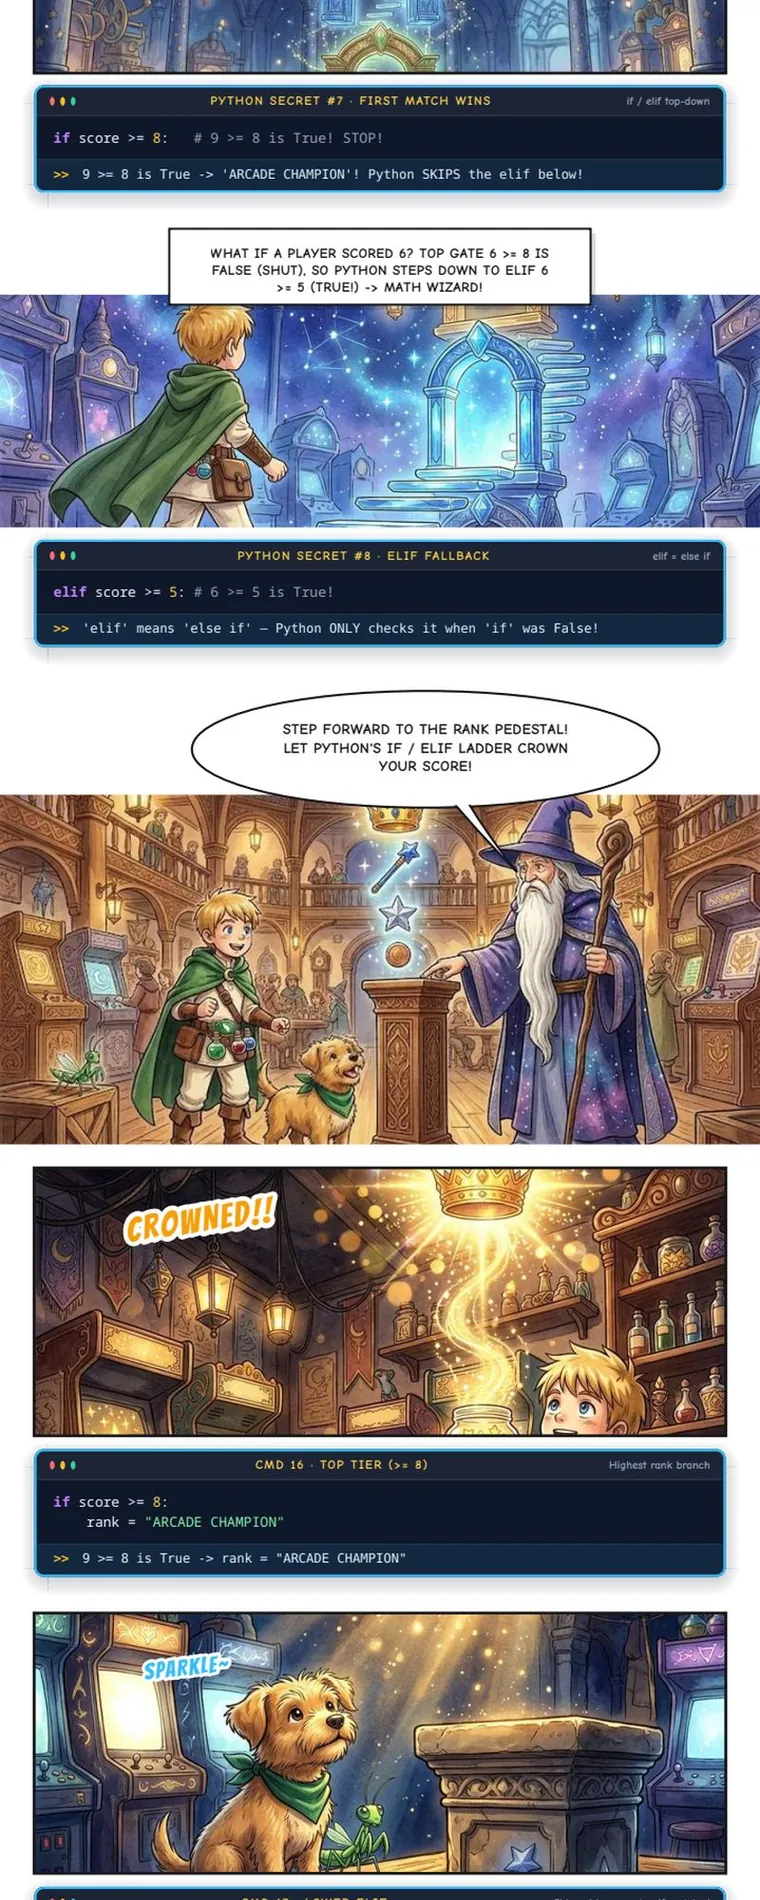 PYTHON SECRET #7 · FIRST MATCH WINS
if / elif top-down
if score >= 8:   # 9 >= 8 is True! STOP!
>> 9 >= 8 is True -> 'ARCADE CHAMPION'! Python SKIPS the elif below!
WHAT IF A PLAYER SCORED 6? TOP GATE 6 >= 8 IS
FALSE (SHUT), SO PYTHON STEPS DOWN TO ELIF 6
>= 5 (TRUE!) -> MATH WIZARD!
PYTHON SECRET #8 · ELIF FALLBACK
elif = else if
elif score >= 5: # 6 >= 5 is True!
>> 'elif' means 'else if' — Python ONLY checks it when 'if' was False!
STEP FORWARD TO THE RANK PEDESTAL!
LET PYTHON'S IF / ELIF LADDER CROWN
YOUR SCORE!
CROWNED!!
CMD 16 · TOP TIER (>= 8)
Highest rank branch
if score >= 8:
    rank = "ARCADE CHAMPION"
>> 9 >= 8 is True -> rank = "ARCADE CHAMPION"
SPARKLE~